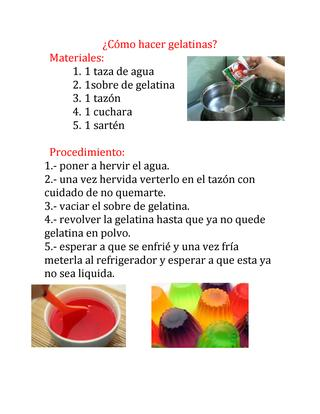 ¿Cómo hacer gelatinas?
Materiales:
1. 1 taza de agua
2. 1sobre de gelatina
3. 1 tazón
4. 1 cuchara
5. 1 sartén
Procedimiento:
1.- poner a hervir el agua.
2.- una vez hervida verterlo en el tazón con
cuidado de no quemarte.
3.- vaciar el sobre de gelatina.
4.- revolver la gelatina hasta que ya no quede
gelatina en polvo.
5.- esperar a que se enfrié y una vez fría
meterla al refrigerador y esperar a que esta ya
no sea liquida.